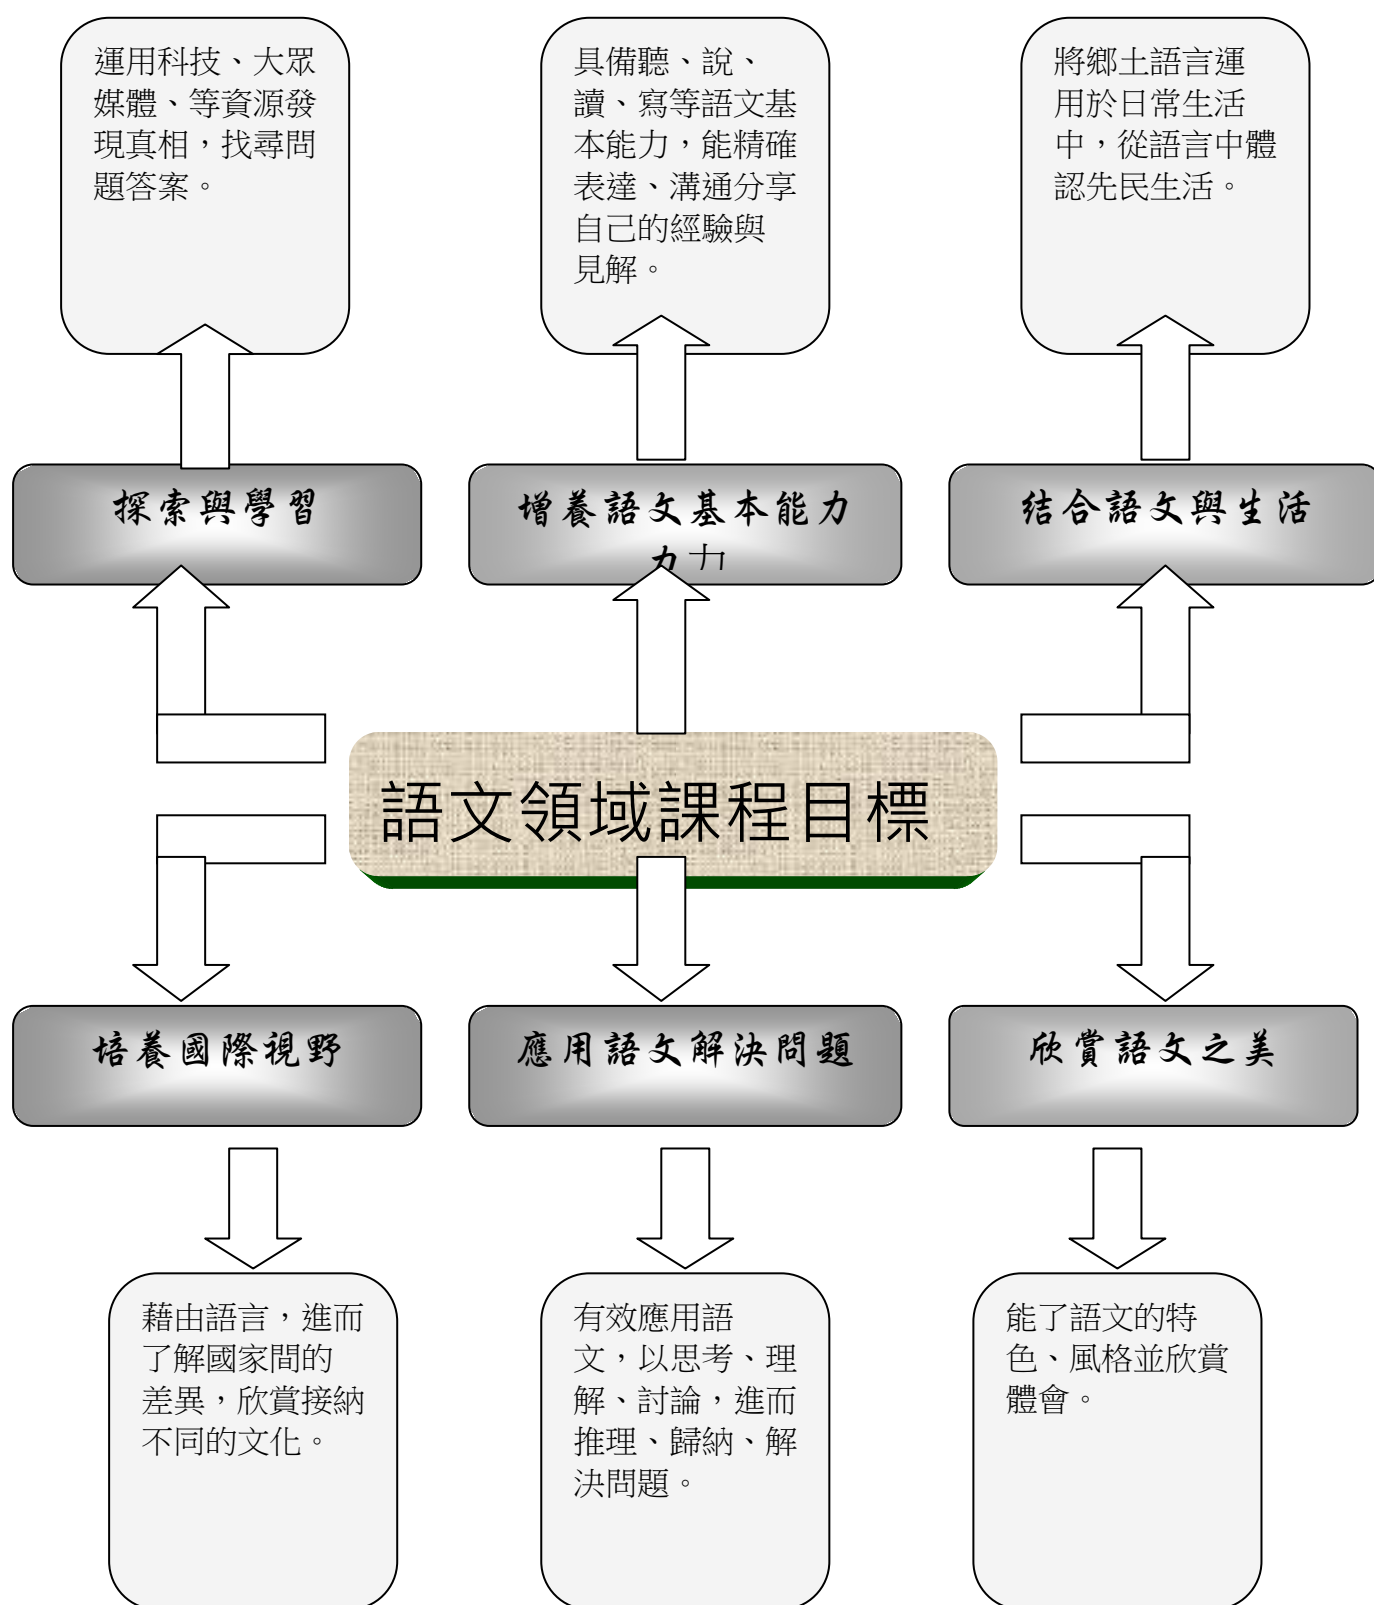 運用科技、大眾
媒體、等資源發
現真相，找尋問
題答案。
具備聽、說、
讀、寫等語文基
本能力，能精確
表達、溝通分享
自己的經驗與
見解。
將鄉土語言運
用於日常生活
中，從語言中體
認先民生活。
探索與學習
增養語文基本能力
力力
结合語文與生活
語文領域課程目標
培養國際視野
應用語文解決問題
欣賞語文之美
藉由語言，進而
了解國家間的
差異，欣賞接納
不同的文化。
有效應用語
文，以思考、理
解、討論，進而
推理、歸納、解
決問題。
能了語文的特
色、風格並欣賞
體會。